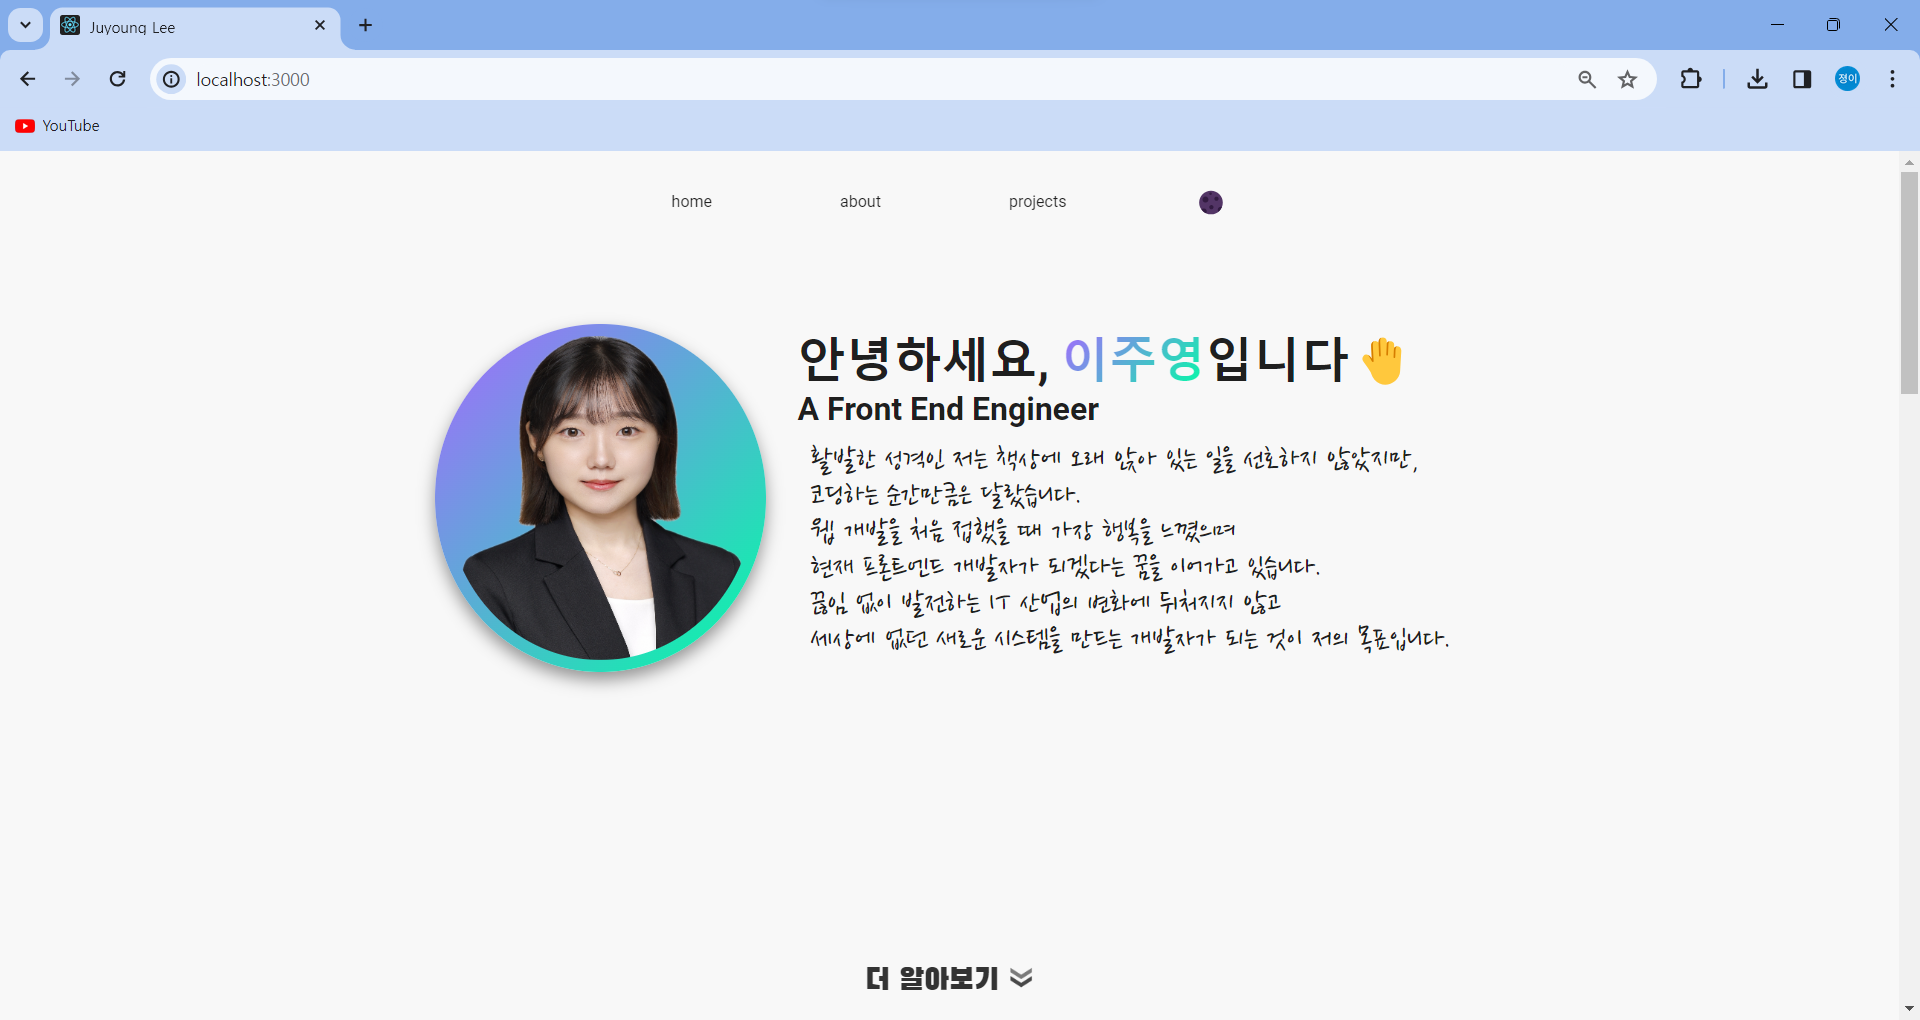 Juyoung Lee
localhost:3000
정이
YouTube
home about projects
안녕하세요, 이주영입니다 🤚
A Front End Engineer
활발한 성격인 저는 책상에 오래 앉아 있는 일을 선호하지 않았지만,
코딩하는 순간만큼은 달랐습니다.
웹 개발을 처음 접했을 때 가장 행복을 느꼈으며
현재 프론트엔드 개발자가 되겠다는 꿈을 이어가고 있습니다.
끊임 없이 발전하는 IT 산업의 변화에 뒤처지지 않고
세상에 없던 새로운 시스템을 만드는 개발자가 되는 것이 저의 목표입니다.
더 알아보기